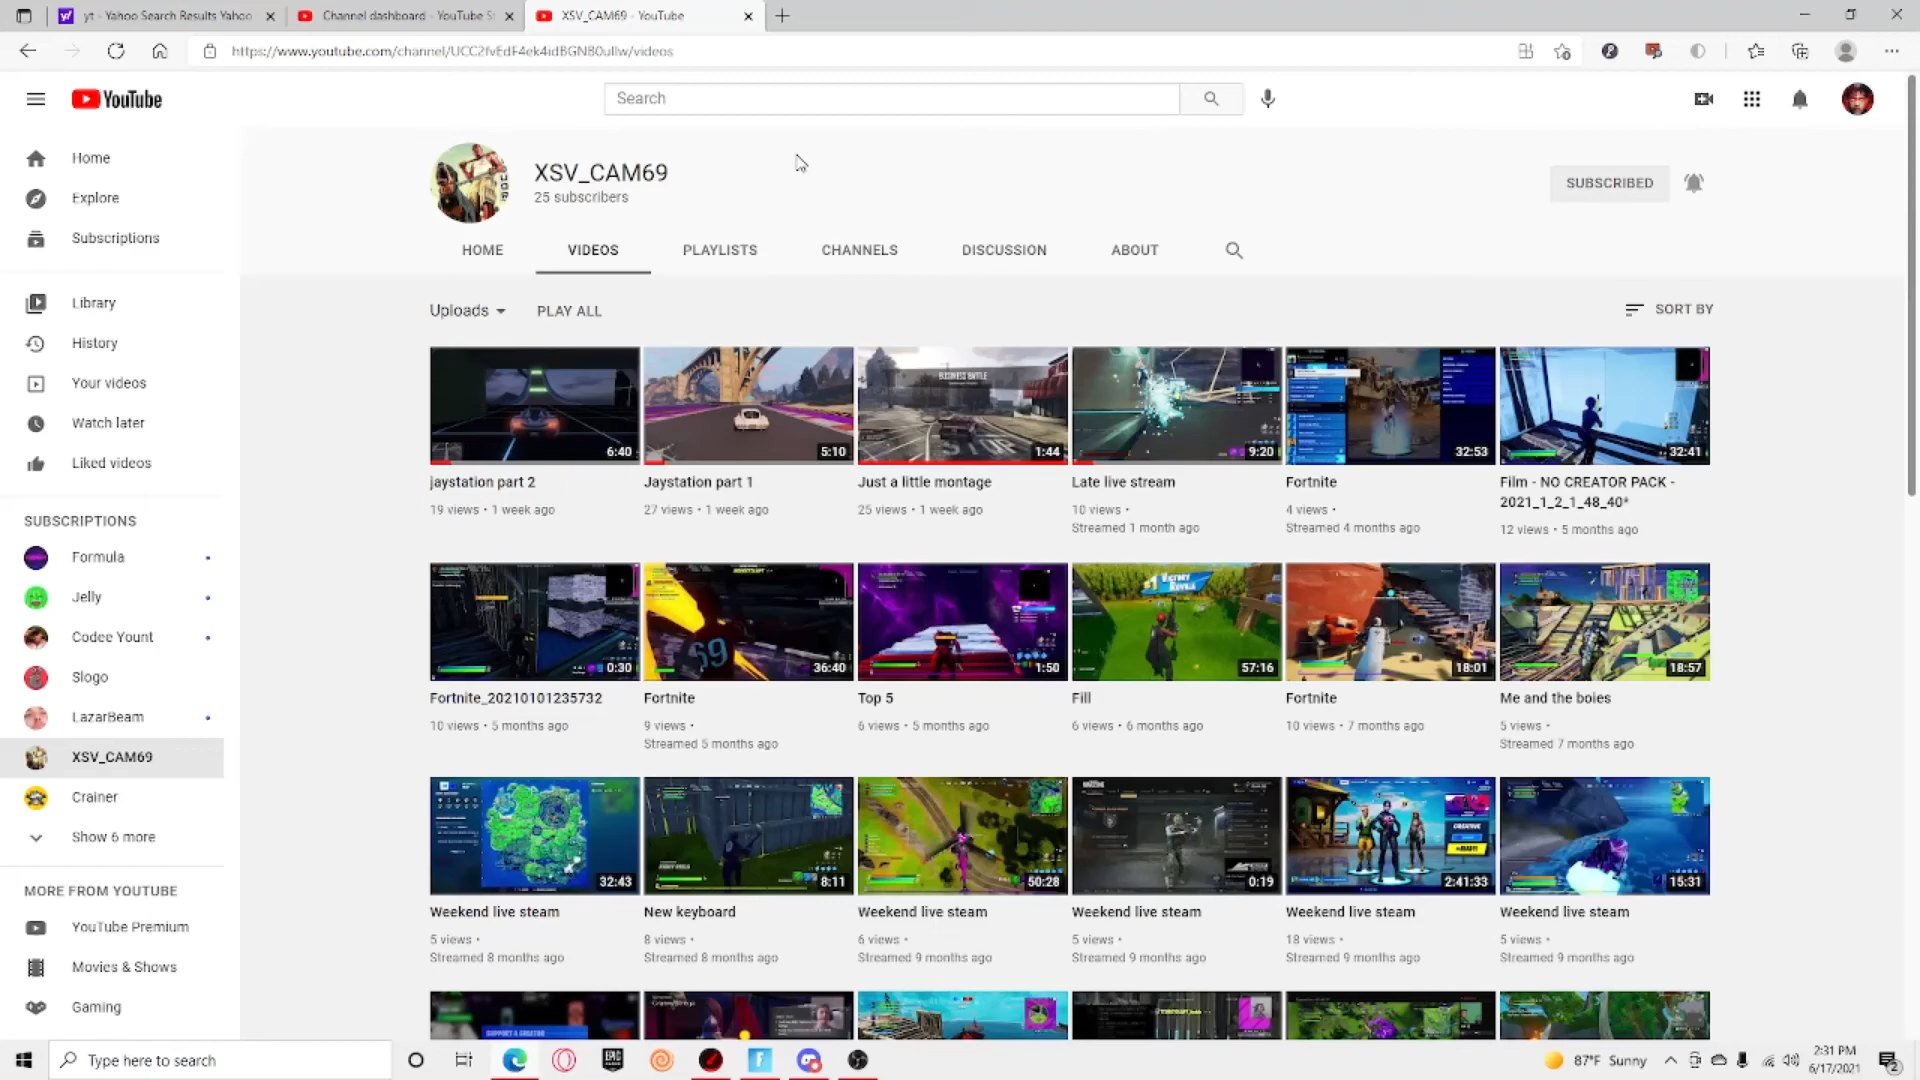 yt - Yahoo Search Results Yahoo
Channel dashboard - YouTube St
XSV_CAM69 - YouTube
https://www.youtube.com/channel/UCC2fvEdF4ek4idBGN80ullw/videos
YouTube
Search
Home
Explore
Subscriptions
Library
History
Your videos
Watch later
Liked videos
SUBSCRIPTIONS
Formula
Jelly
Codee Yount
Slogo
LazarBeam
XSV_CAM69
Crainer
Show 6 more
MORE FROM YOUTUBE
YouTube Premium
Movies & Shows
Gaming
XSV_CAM69
25 subscribers
SUBSCRIBED
HOME VIDEOS PLAYLISTS CHANNELS DISCUSSION ABOUT
Uploads PLAY ALL SORT BY
6:40 5:10 1:44 9:20 32:53 32:41
BUSINESS BATTLE
jaystation part 2
19 views • 1 week ago
Jaystation part 1
27 views • 1 week ago
Just a little montage
25 views • 1 week ago
Late live stream
10 views •
Streamed 1 month ago
Fortnite
4 views •
Streamed 4 months ago
Film - NO CREATOR PACK -
2021_1_2_1_48_40*
12 views • 5 months ago
0:30 36:40 1:50 57:16 18:01 18:57
69
#1 VICTORY ROYALE
Fortnite_20210101235732
10 views • 5 months ago
Fortnite
9 views •
Streamed 5 months ago
Top 5
6 views • 5 months ago
Fill
6 views • 6 months ago
Fortnite
10 views • 7 months ago
Me and the boies
5 views •
Streamed 7 months ago
32:43 8:11 50:28 0:19 2:41:33 15:31
CREATIVE
Weekend live steam
5 views •
Streamed 8 months ago
New keyboard
8 views •
Streamed 8 months ago
Weekend live steam
6 views •
Streamed 9 months ago
Weekend live steam
5 views •
Streamed 9 months ago
Weekend live steam
18 views •
Streamed 9 months ago
Weekend live steam
5 views •
Streamed 9 months ago
SUPPORT A CREATOR
Type here to search
EPIC
87°F Sunny
2:31 PM
6/17/2021
2